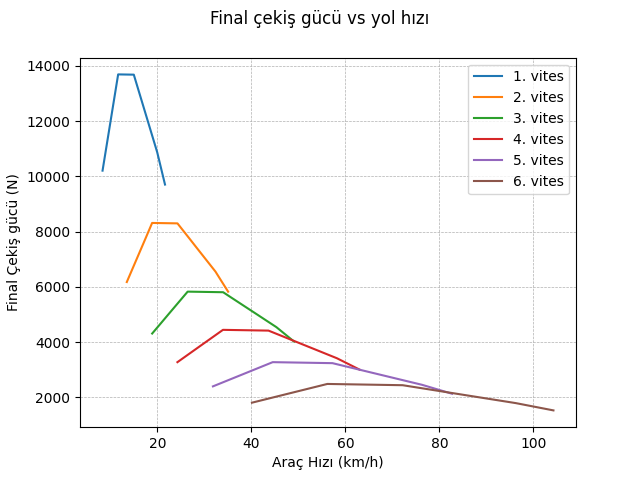 Final çekiş gücü vs yol hızı
14000
12000
10000
8000
6000
4000
2000
Final Çekiş gücü (N)
1. vites
2. vites
3. vites
4. vites
5. vites
6. vites
20
40
60
80
100
Araç Hızı (km/h)